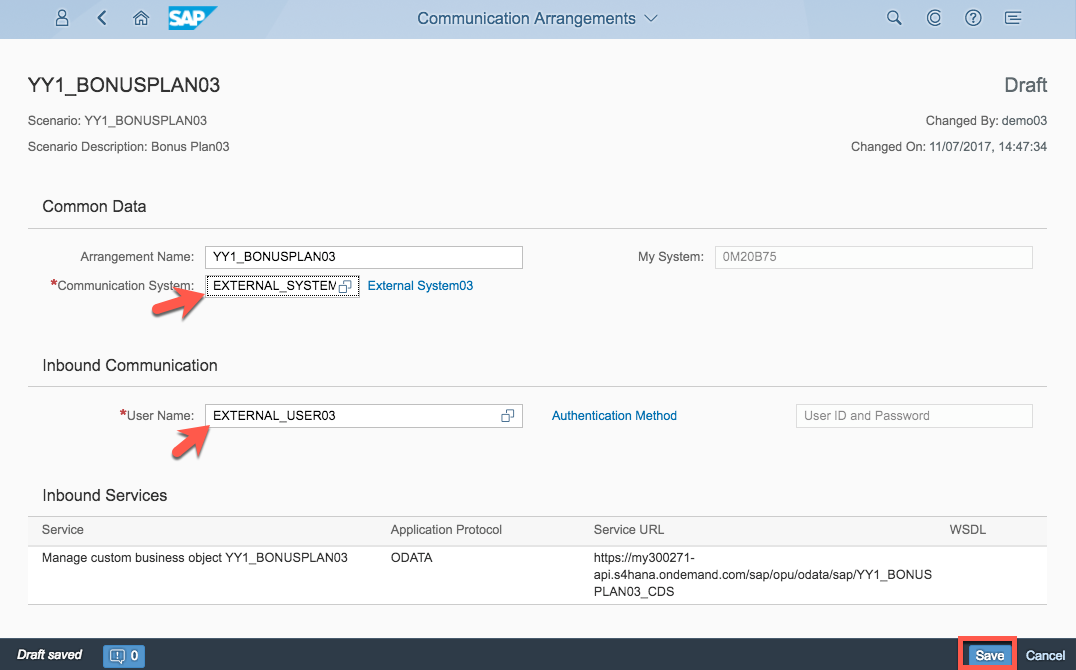 SAP
Communication Arrangements
YY1_BONUSPLAN03
Draft
Scenario: YY1_BONUSPLAN03
Changed By: demo03
Scenario Description: Bonus Plan03
Changed On: 11/07/2017, 14:47:34
Common Data
Arrangement Name: YY1_BONUSPLAN03
My System: 0M20B75
*Communication System: EXTERNAL_SYSTEM
External System03
Inbound Communication
*User Name: EXTERNAL_USER03
Authentication Method
User ID and Password
Inbound Services
Service Application Protocol Service URL WSDL
Manage custom business object YY1_BONUSPLAN03 ODATA https://my300271-
api.s4hana.ondemand.com/sap/opu/odata/sap/YY1_BONUS
PLAN03_CDS
Draft saved
0
Save
Cancel